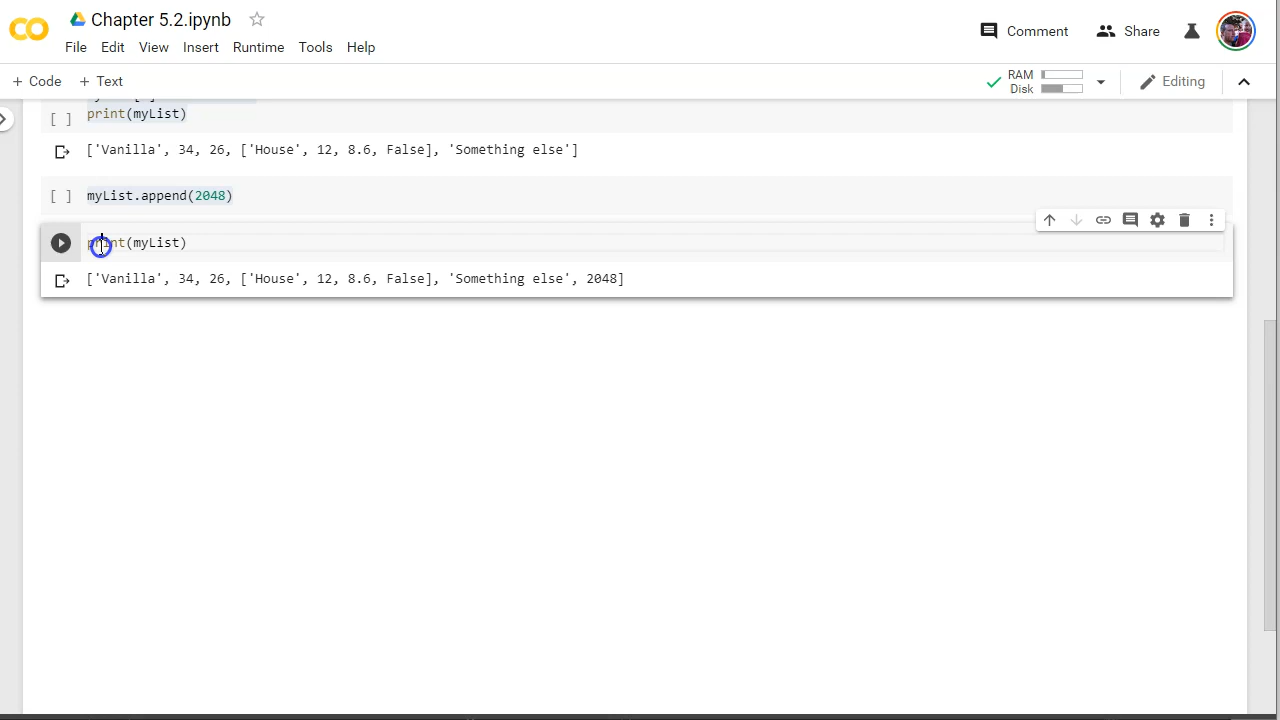 Chapter 5.2.ipynb
File Edit View Insert Runtime Tools Help
Comment Share
+ Code + Text
RAM
Disk
Editing
[ ] print(myList)
['Vanilla', 34, 26, ['House', 12, 8.6, False], 'Something else']
[ ] myList.append(2048)
print(myList)
['Vanilla', 34, 26, ['House', 12, 8.6, False], 'Something else', 2048]